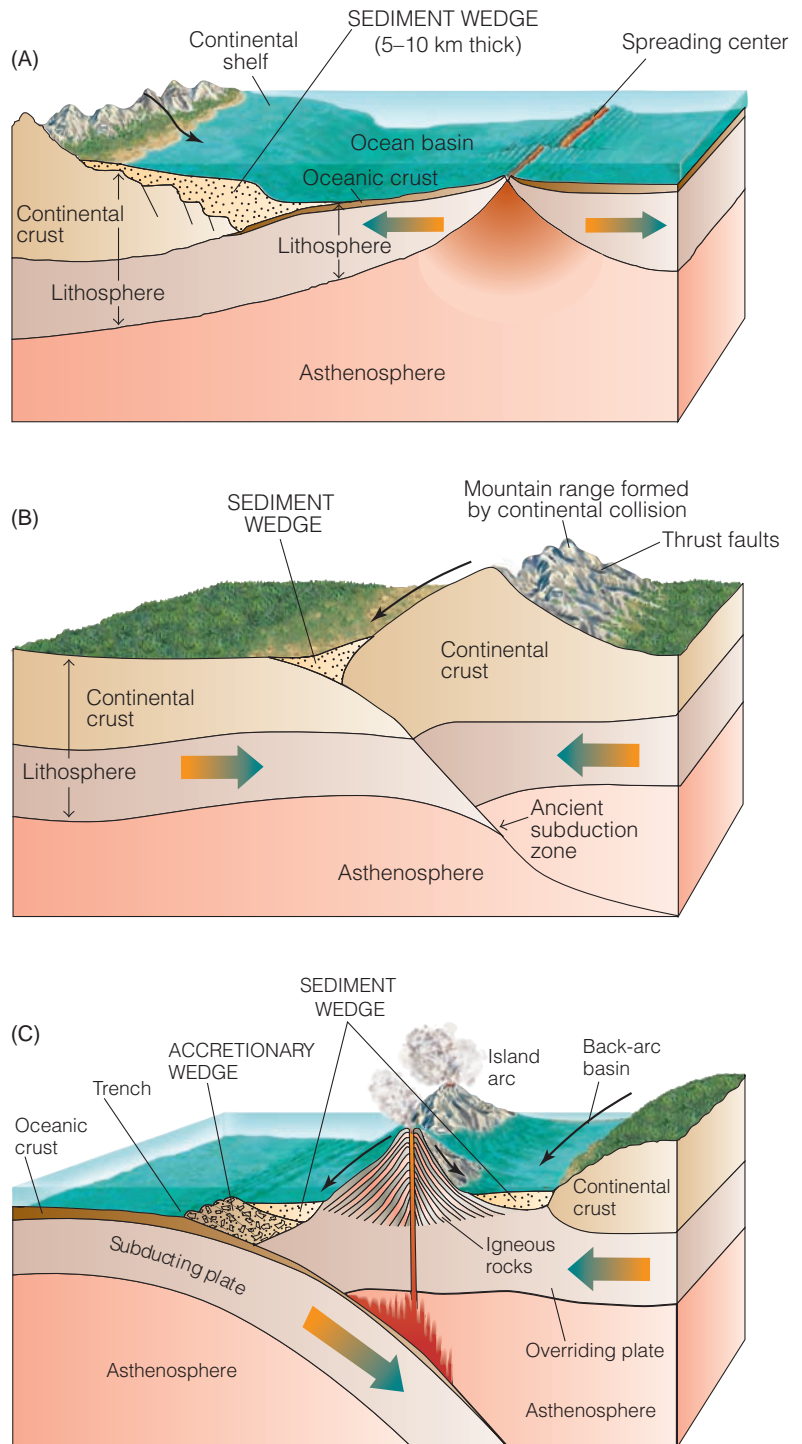 (A)
Continental
shelf
SEDIMENT WEDGE
(5–10 km thick)
Spreading center
Ocean basin
Oceanic crust
Continental
crust
Lithosphere
Lithosphere
Asthenosphere
(B)
SEDIMENT
WEDGE
Mountain range formed
by continental collision
Thrust faults
Continental
crust
Continental
crust
Lithosphere
Ancient
subduction
zone
Asthenosphere
(C)
SEDIMENT
WEDGE
ACCRETIONARY
WEDGE
Trench
Oceanic
crust
Island
arc
Back-arc
basin
Continental
crust
Subducting plate
Igneous
rocks
Overriding plate
Asthenosphere
Asthenosphere